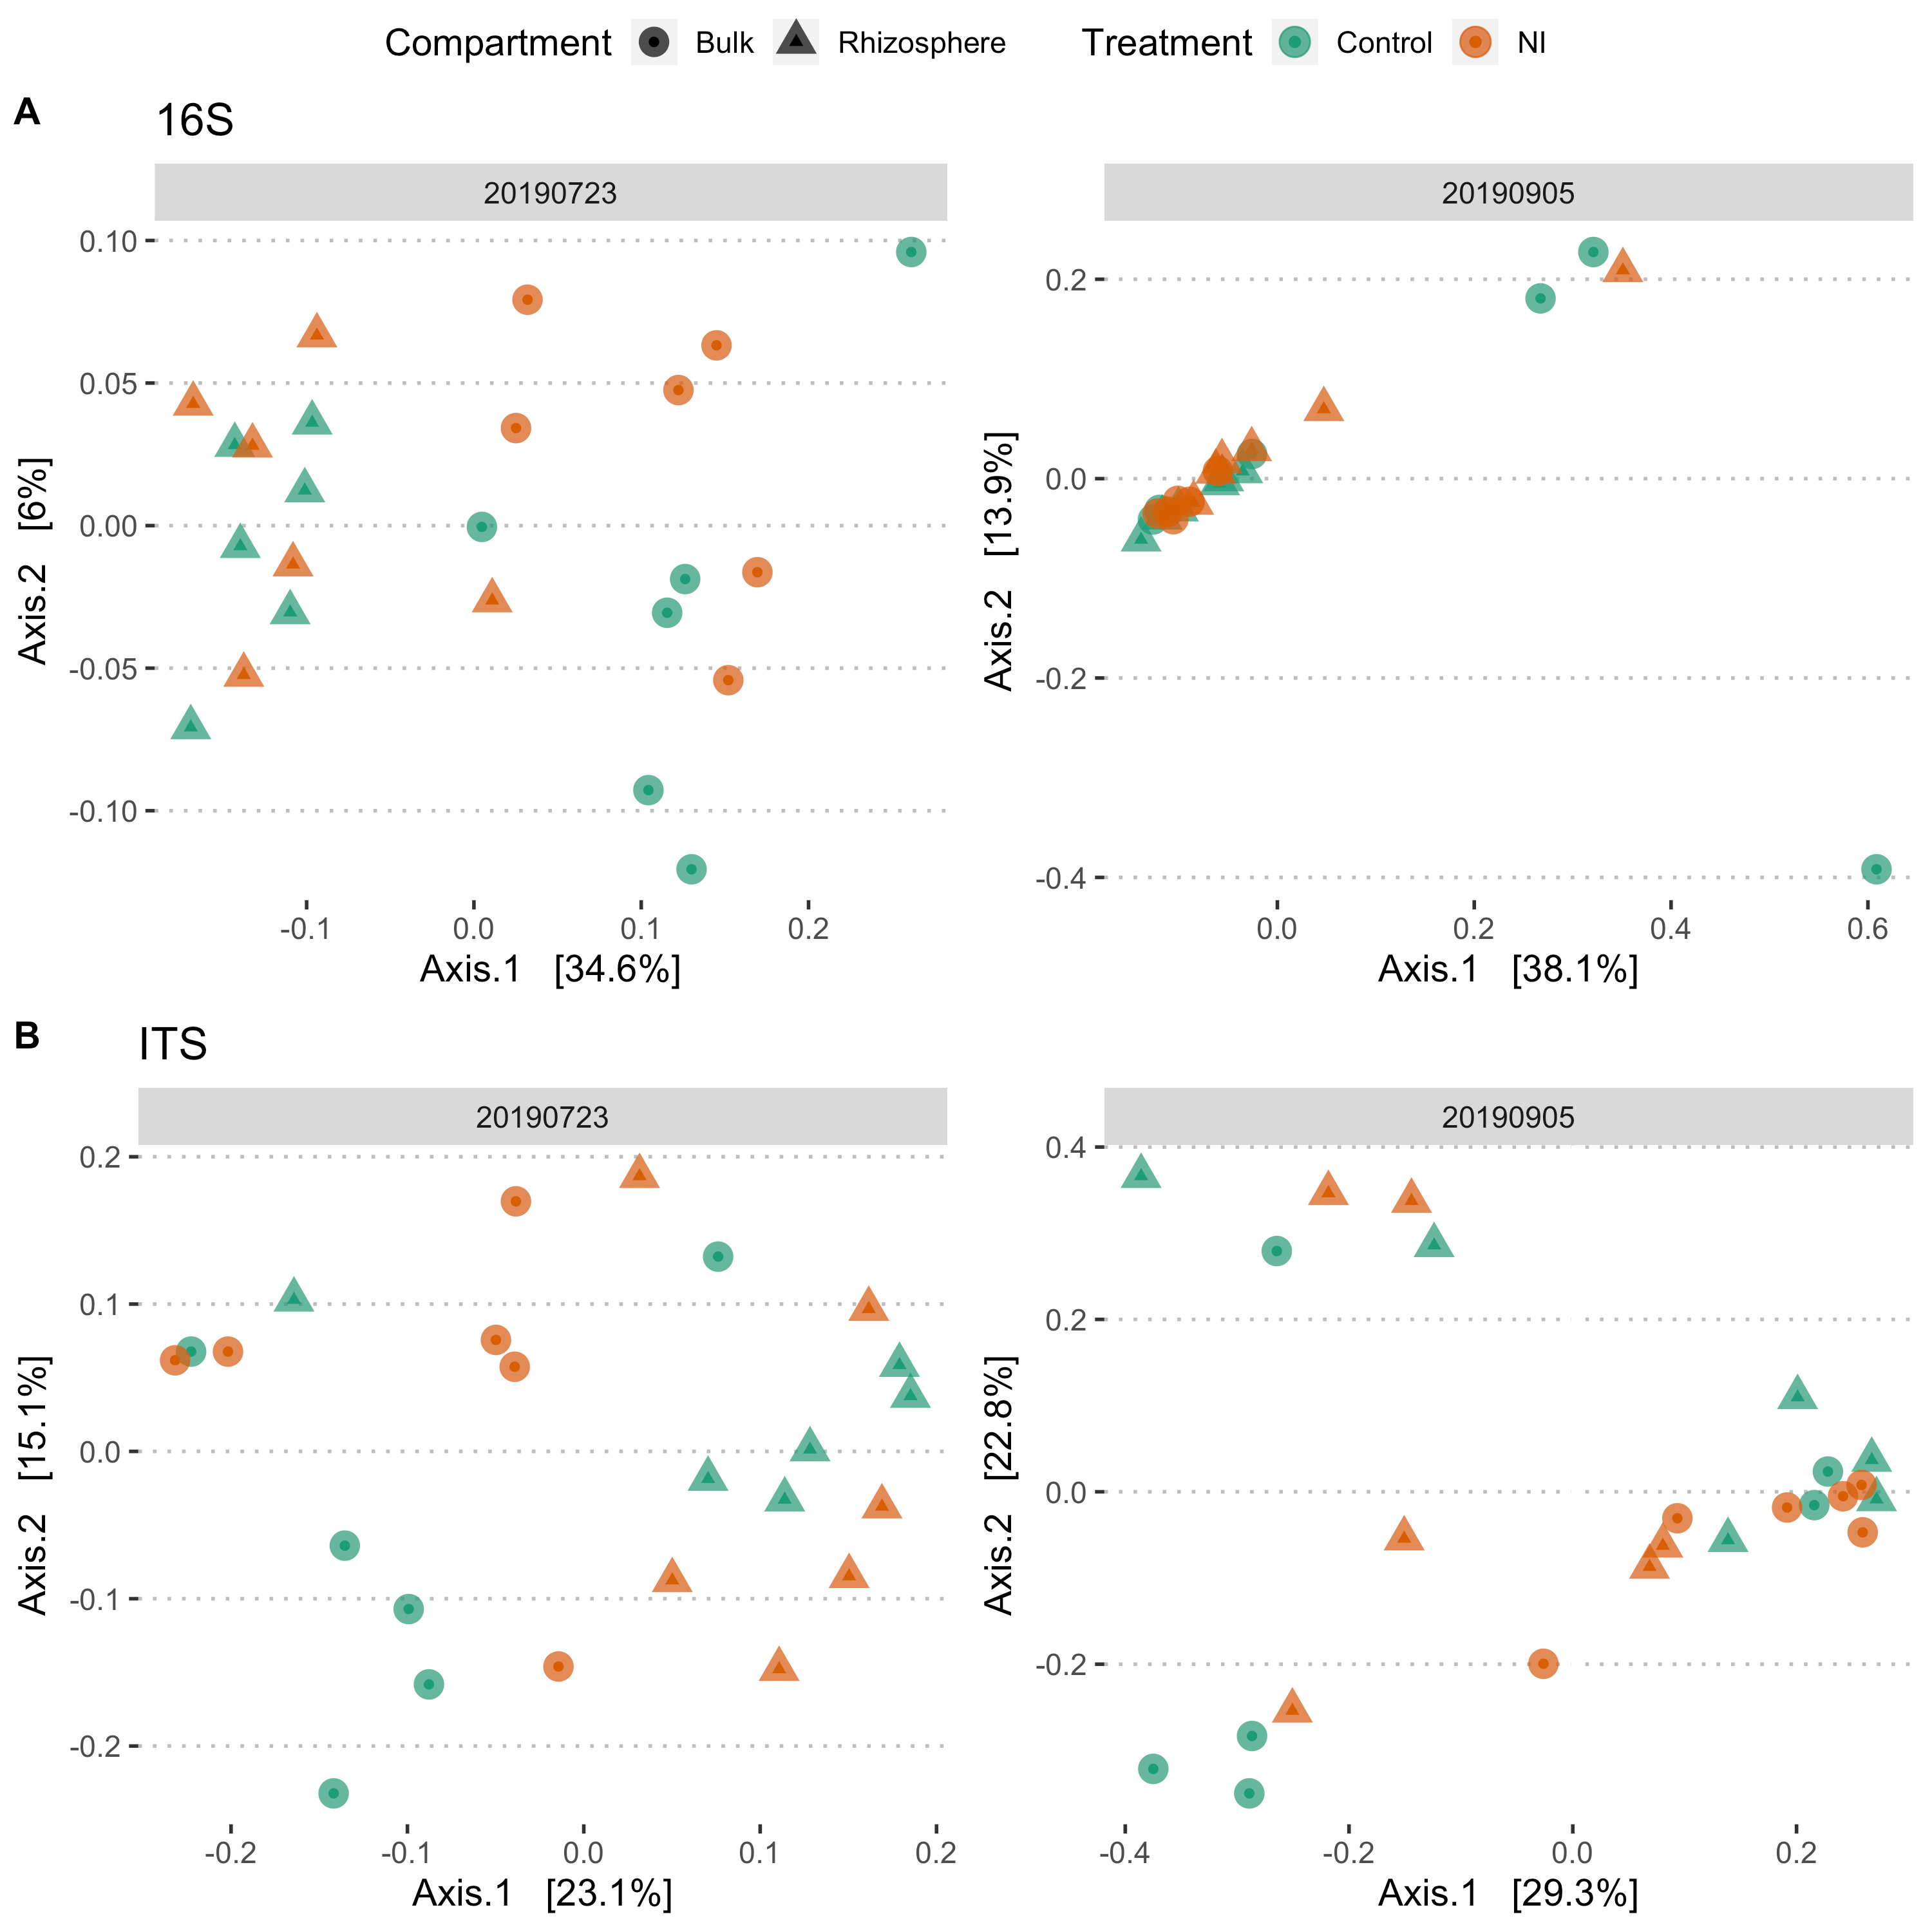 Compartment Bulk Rhizosphere Treatment Control NI
A
16S
20190723 20190905
0.10
0.05
0.00
-0.05
-0.10
Axis.2 [6%]
-0.1 0.0 0.1 0.2
Axis.1 [34.6%]
0.2
0.0
-0.2
-0.4
Axis.2 [13.9%]
0.0 0.2 0.4 0.6
Axis.1 [38.1%]
B
ITS
20190723 20190905
0.2
0.1
0.0
-0.1
-0.2
Axis.2 [15.1%]
-0.2 -0.1 0.0 0.1 0.2
Axis.1 [23.1%]
0.4
0.2
0.0
-0.2
Axis.2 [22.8%]
-0.4 -0.2 0.0 0.2
Axis.1 [29.3%]